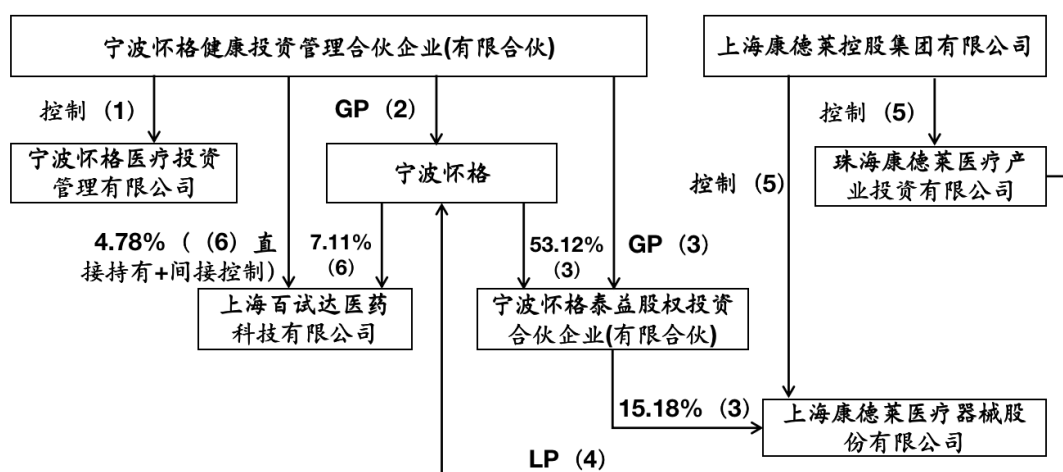 宁波怀格健康投资管理合伙企业(有限合伙)
上海康德莱控股集团有限公司
控制（1）
GP（2）
控制（5）
宁波怀格医疗投资
管理有限公司
宁波怀格
珠海康德莱医疗产
业投资有限公司
控制（5）
4.78%（（6）直
接持有+间接控制）
7.11%
（6）
53.12%
（3）
GP（3）
上海百试达医药
科技有限公司
宁波怀格泰益股权投资
合伙企业(有限合伙)
15.18%（3）
上海康德莱医疗器械股
份有限公司
LP（4）